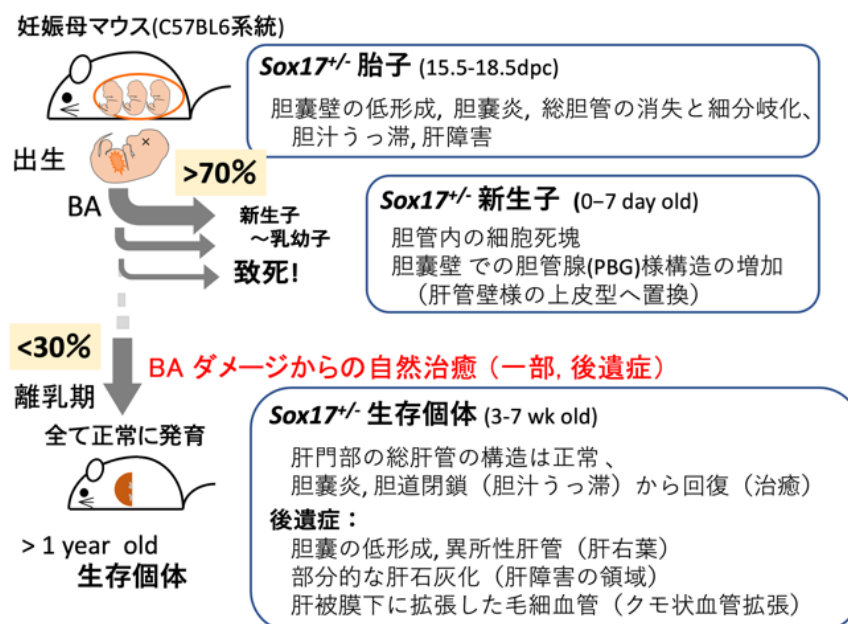 妊娠母マウス(C57BL6系統)
Sox17+/- 胎子 (15.5-18.5dpc)
胆嚢壁の低形成, 胆嚢炎, 総胆管の消失と細分岐化、
胆汁うっ滞, 肝障害
出生
>70%
BA
新生子
～乳幼子
致死!
Sox17+/- 新生子 (0–7 day old)
胆管内の細胞死塊
胆嚢壁 での胆管腺(PBG)様構造の増加
（肝管壁様の上皮型へ置換）
<30%
BA ダメージからの自然治癒（一部, 後遺症）
離乳期
全て正常に発育
Sox17+/- 生存個体 (3-7 wk old)
肝門部の総肝管の構造は正常 、
胆嚢炎, 胆道閉鎖（胆汁うっ滞）から回復（治癒）
後遺症：
胆嚢の低形成, 異所性肝管（肝右葉）
部分的な肝石灰化（肝障害の領域）
肝被膜下に拡張した毛細血管（クモ状血管拡張）
> 1 year old
生存個体